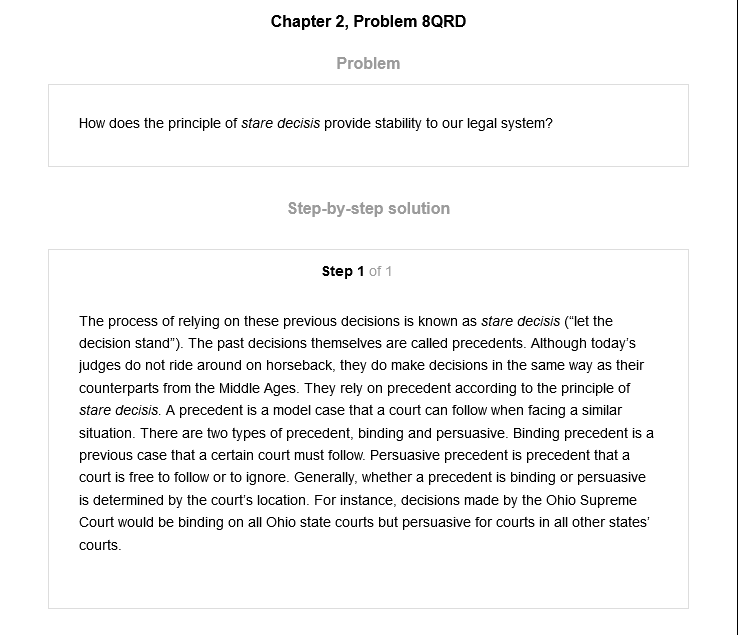 Chapter 2, Problem 8QRD
Problem
How does the principle of stare decisis provide stability to our legal system?
Step-by-step solution
Step 1 of 1
The process of relying on these previous decisions is known as stare decisis (“let the
decision stand”). The past decisions themselves are called precedents. Although today’s
judges do not ride around on horseback, they do make decisions in the same way as their
counterparts from the Middle Ages. They rely on precedent according to the principle of
stare decisis. A precedent is a model case that a court can follow when facing a similar
situation. There are two types of precedent, binding and persuasive. Binding precedent is a
previous case that a certain court must follow. Persuasive precedent is precedent that a
court is free to follow or to ignore. Generally, whether a precedent is binding or persuasive
is determined by the court’s location. For instance, decisions made by the Ohio Supreme
Court would be binding on all Ohio state courts but persuasive for courts in all other states’
courts.